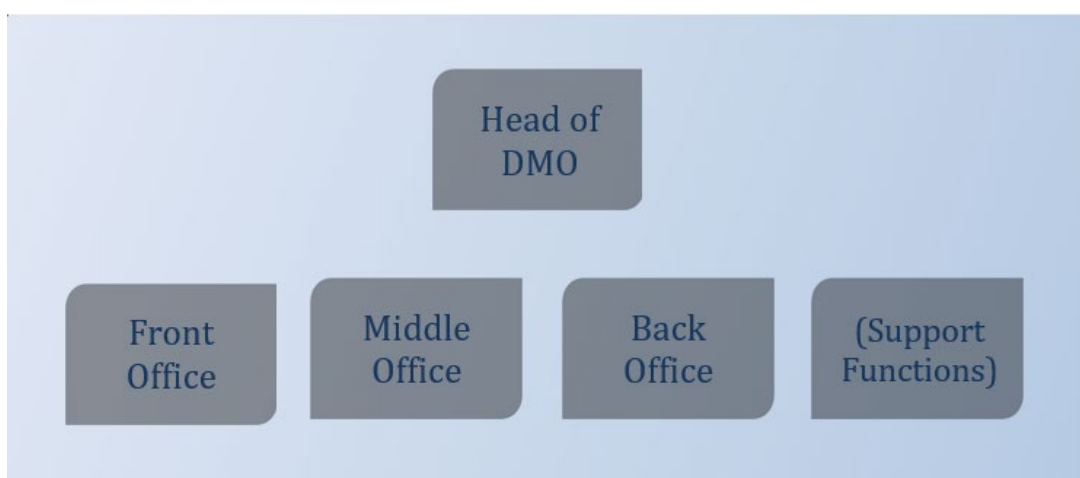 Head of
DMO
Front
Office
Middle
Office
Back
Office
(Support
Functions)